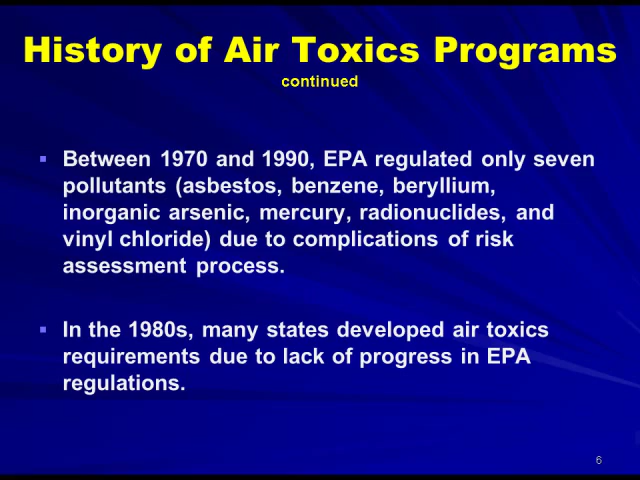 History of Air Toxics Programs
continued
▪ Between 1970 and 1990, EPA regulated only seven
pollutants (asbestos, benzene, beryllium,
inorganic arsenic, mercury, radionuclides, and
vinyl chloride) due to complications of risk
assessment process.
▪ In the 1980s, many states developed air toxics
requirements due to lack of progress in EPA
regulations.
6